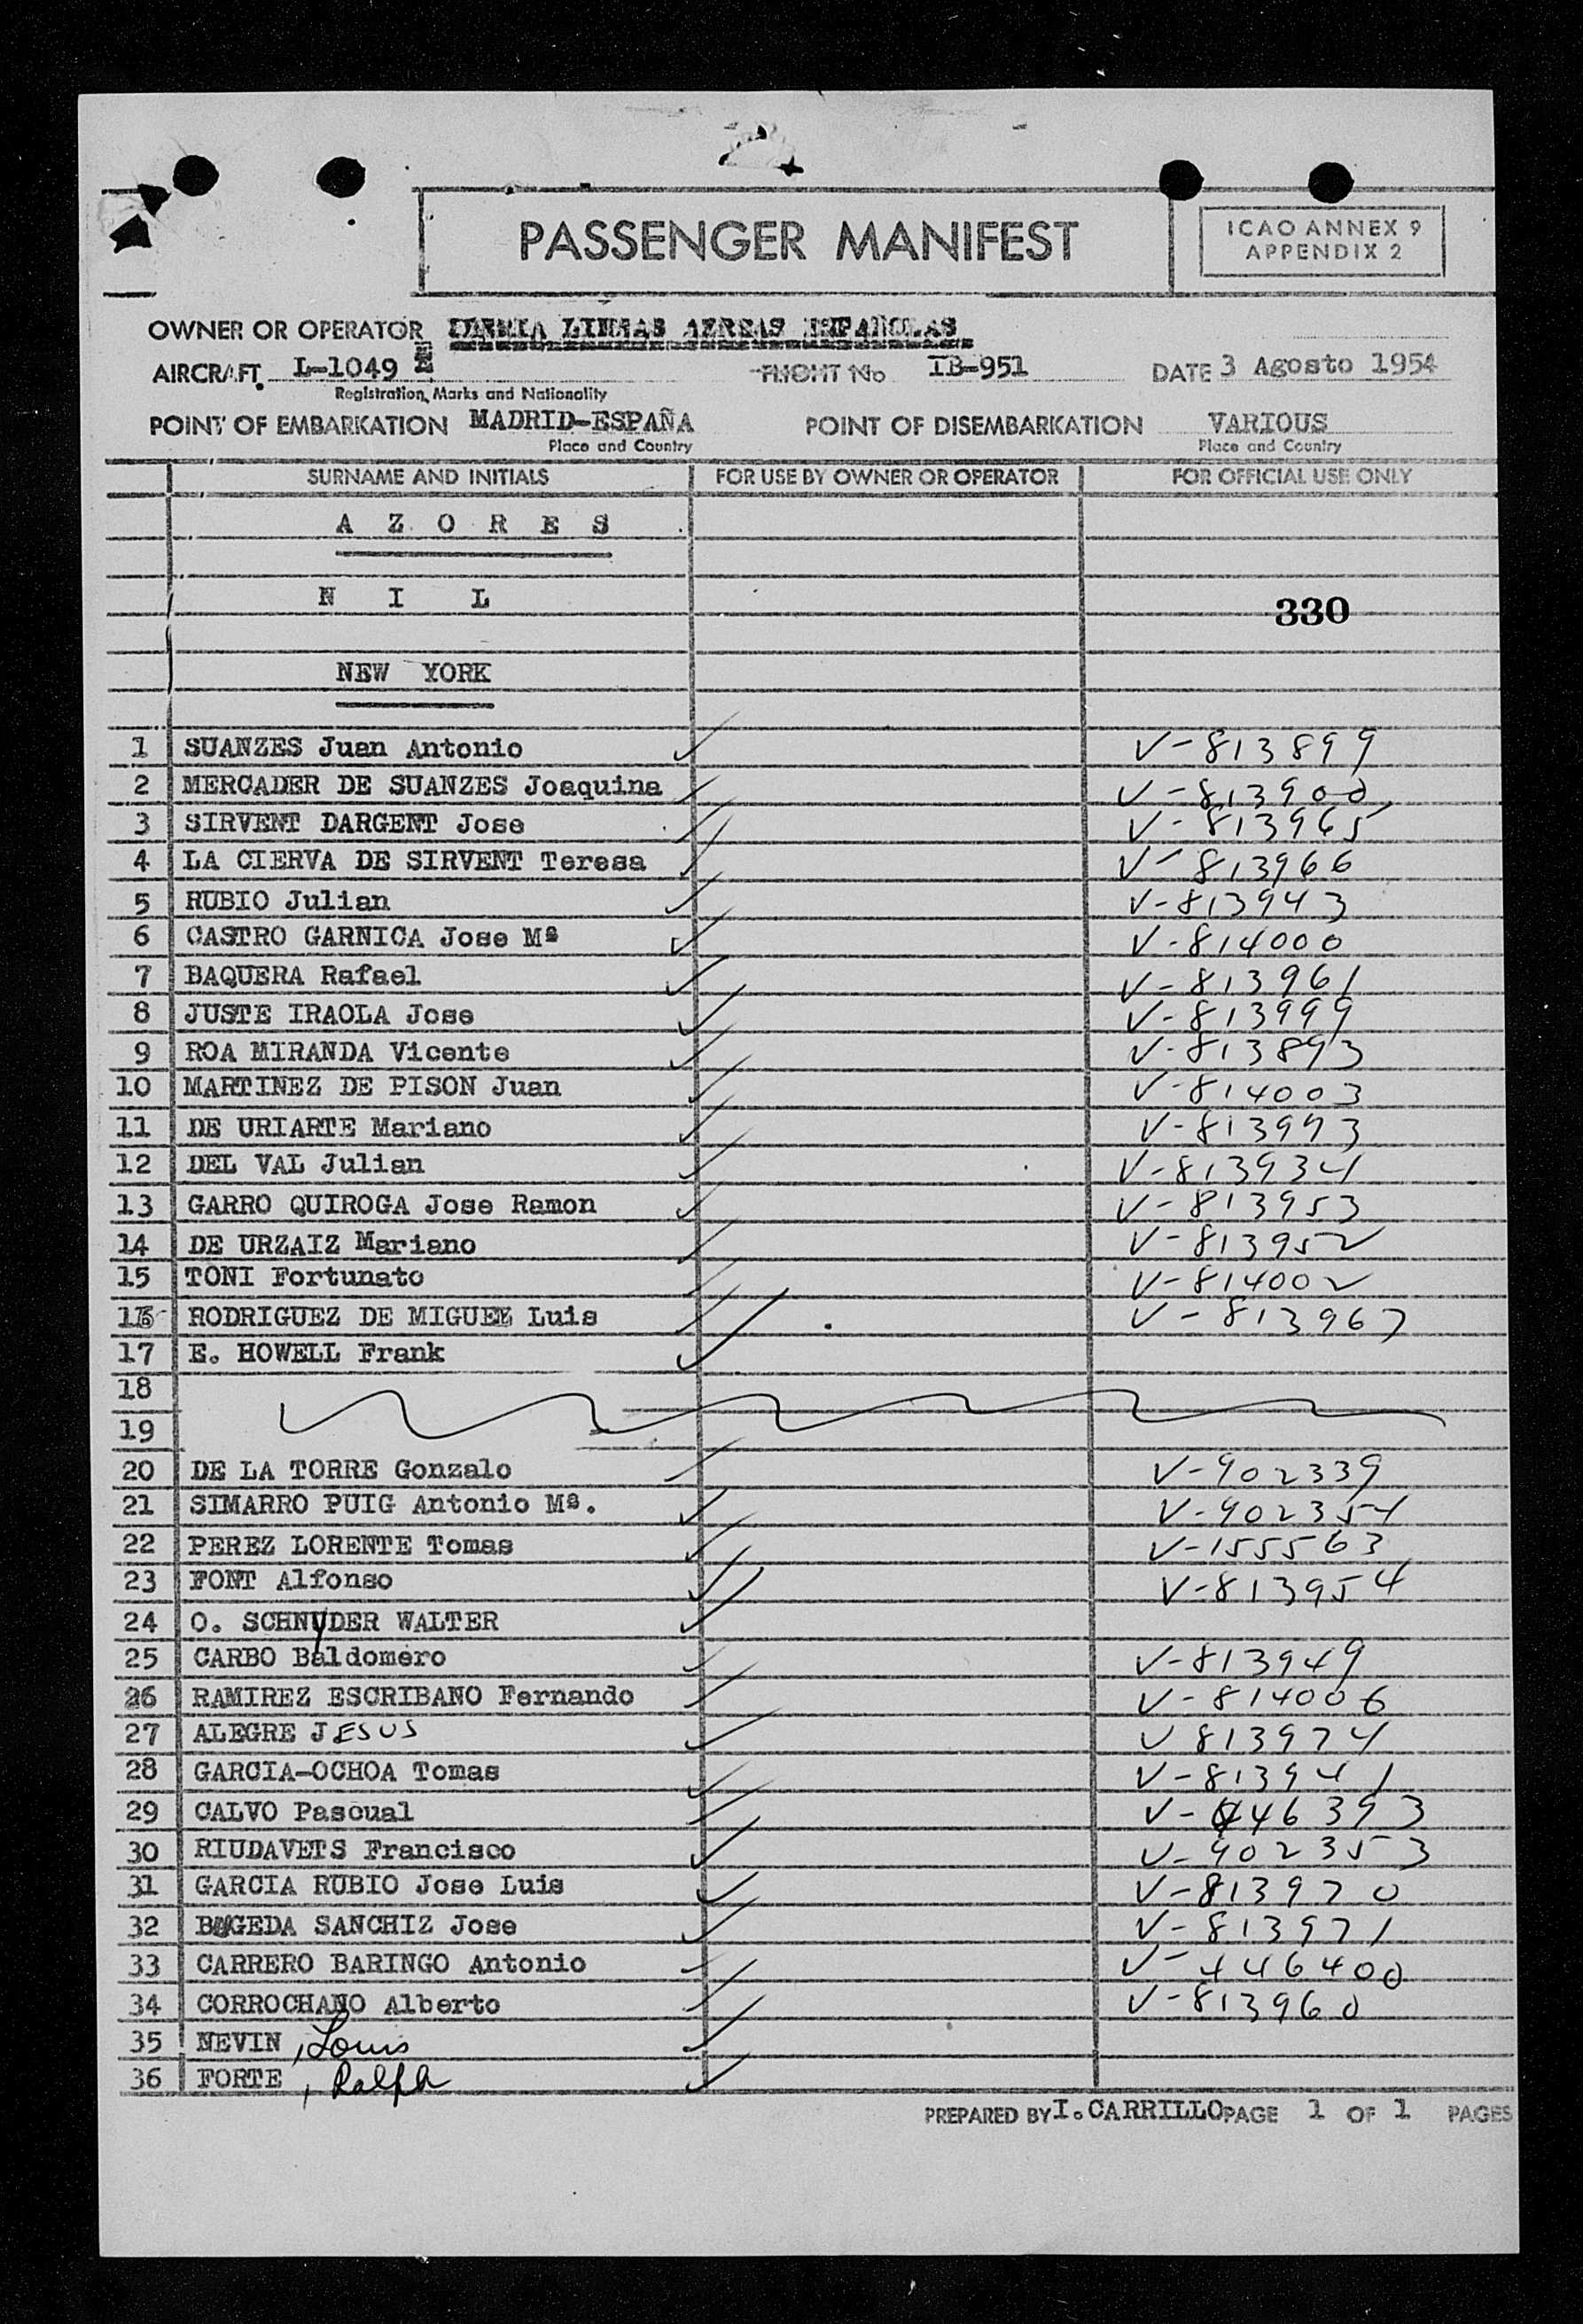 PASSENGER MANIFEST
ICAO ANNEX 9
APPENDIX 2
OWNER OR OPERATOR LINEAS AEREAS ESPAÑOLAS
AIRCRAFT L-1049 E FLIGHT No IB-951 DATE 3 Agosto 1954
Registration, Marks and Nationality
POINT OF EMBARKATION MADRID-ESPAÑA POINT OF DISEMBARKATION VARIOUS
Place and Country Place and Country
SURNAME AND INITIALS FOR USE BY OWNER OR OPERATOR FOR OFFICIAL USE ONLY
A Z O R E S
N I L
330
NEW YORK
1 SUANZES Juan Antonio V-813899
2 MERCADER DE SUANZES Joaquina V-813900
3 SIRVENT DARGENT Jose V-813965
4 LA CIERVA DE SIRVENT Teresa V-813966
5 RUBIO Julian V-813943
6 CASTRO GARNICA Jose Mª V-814000
7 BAQUERA Rafael V-813961
8 JUSTE IRAOLA Jose V-813999
9 ROA MIRANDA Vicente V-813893
10 MARTINEZ DE PISON Juan V-814003
11 DE URIARTE Mariano V-813993
12 DEL VAL Julian V-813934
13 GARRO QUIROGA Jose Ramon V-813953
14 DE URZAIZ Mariano V-813952
15 TONI Fortunato V-814002
16 RODRIGUEZ DE MIGUEL Luis V-813967
17 E. HOWELL Frank
18
19
20 DE LA TORRE Gonzalo V-902339
21 SIMARRO PUIG Antonio Mª. V-902354
22 PEREZ LORENTE Tomas V-155563
23 FONT Alfonso V-813954
24 O. SCHNYDER WALTER
25 CARBO Baldomero V-813949
26 RAMIREZ ESCRIBANO Fernando V-814006
27 ALEGRE JESUS V 813974
28 GARCIA-OCHOA Tomas V-813941
29 CALVO Pascual V-446393
30 RIUDAVETS Francisco V-902353
31 GARCIA RUBIO Jose Luis V-813970
32 BUGEDA SANCHIZ Jose V-813971
33 CARRERO BARINGO Antonio V-446400
34 CORROCHANO Alberto V-813960
35 NEVIN, Louis
36 FORTE, Ralph
PREPARED BY I. CARRILLO PAGE 1 OF 1 PAGES